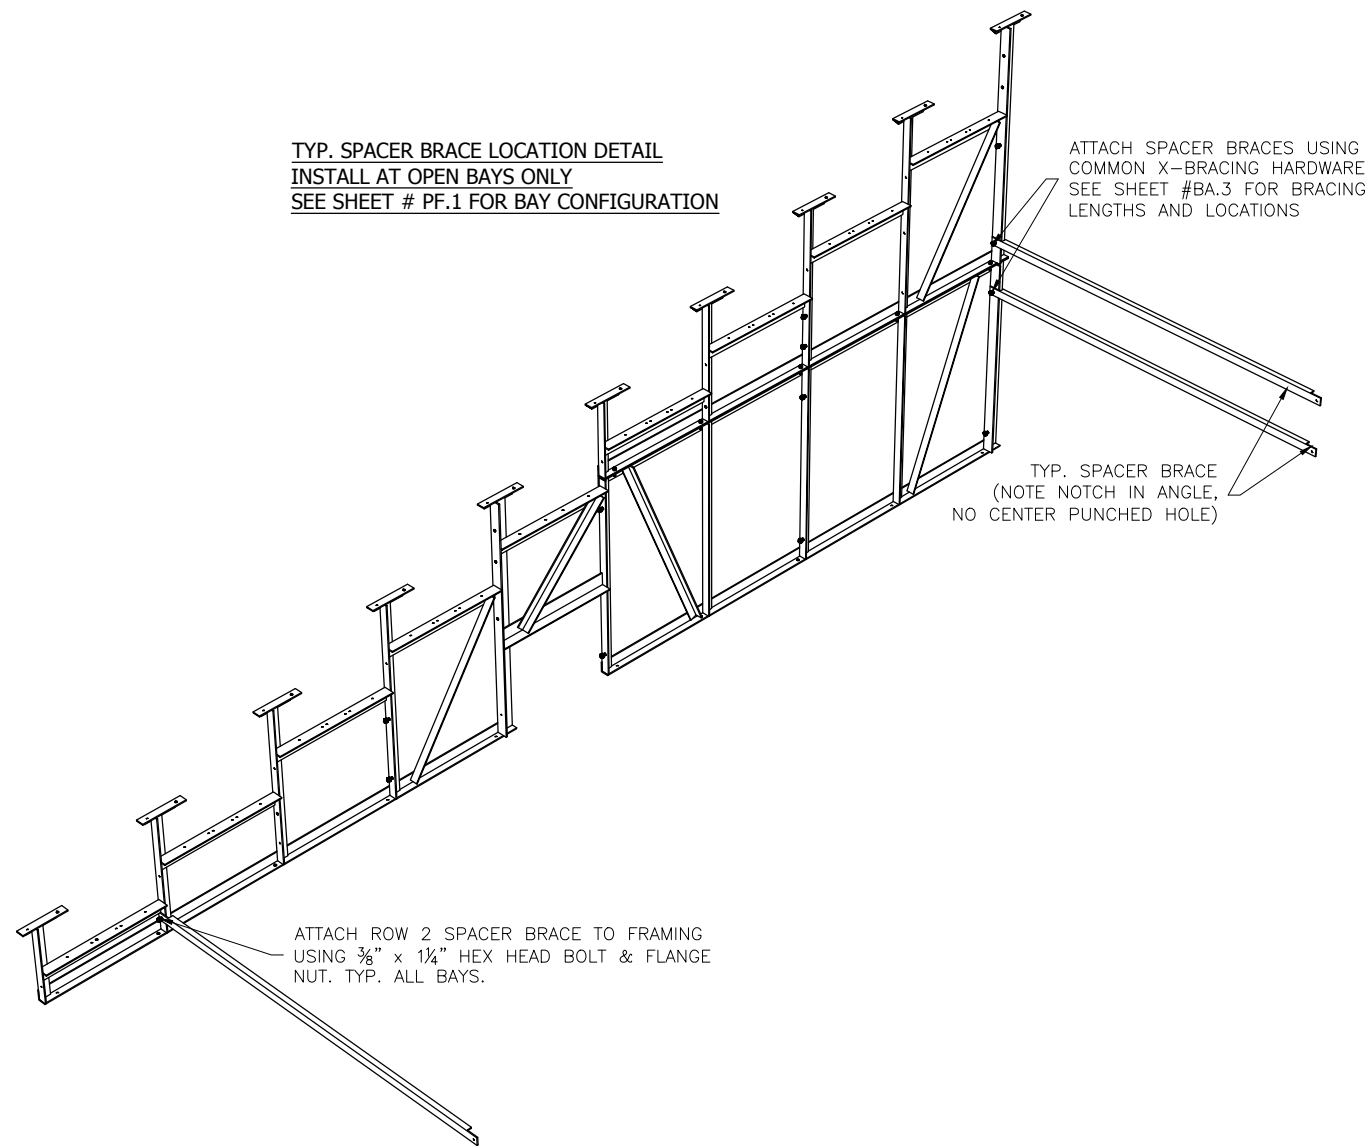 TYP. SPACER BRACE LOCATION DETAIL
INSTALL AT OPEN BAYS ONLY
SEE SHEET # PF.1 FOR BAY CONFIGURATION
ATTACH SPACER BRACES USING
COMMON X-BRACING HARDWARE
SEE SHEET #BA.3 FOR BRACING
LENGTHS AND LOCATIONS
TYP. SPACER BRACE
(NOTE NOTCH IN ANGLE,
NO CENTER PUNCHED HOLE)
ATTACH ROW 2 SPACER BRACE TO FRAMING
USING ⅜" x 1¼" HEX HEAD BOLT & FLANGE
NUT. TYP. ALL BAYS.